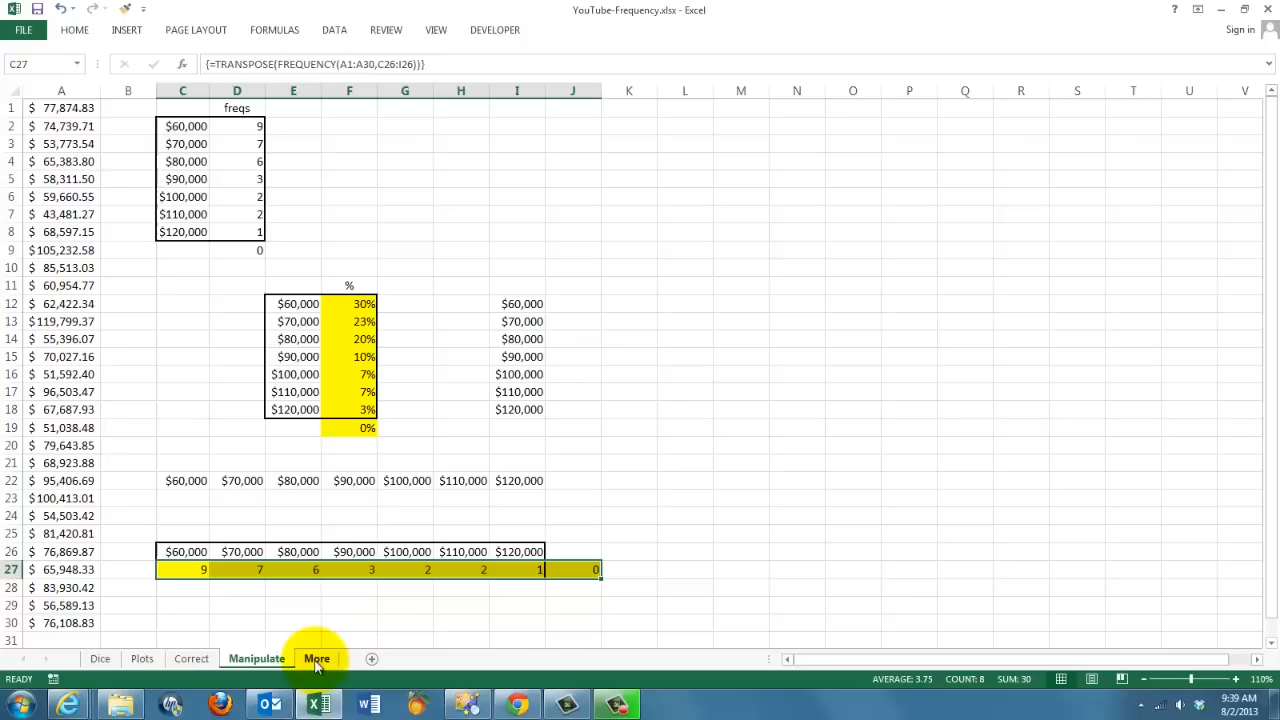 YouTube-Frequency.xlsx - Excel
FILE HOME INSERT PAGE LAYOUT FORMULAS DATA REVIEW VIEW DEVELOPER Sign in
C27 fx {=TRANSPOSE(FREQUENCY(A1:A30,C26:I26))}
A B C D E F G H I J K L M N O P Q R S T U V
1 $ 77,874.83 freqs
2 $ 74,739.71 $60,000 9
3 $ 53,773.54 $70,000 7
4 $ 65,383.80 $80,000 6
5 $ 58,311.50 $90,000 3
6 $ 59,660.55 $100,000 2
7 $ 43,481.27 $110,000 2
8 $ 68,597.15 $120,000 1
9 $105,232.58 0
10 $ 85,513.03
11 $ 60,954.77 %
12 $ 62,422.34 $60,000 30% $60,000
13 $119,799.37 $70,000 23% $70,000
14 $ 55,396.07 $80,000 20% $80,000
15 $ 70,027.16 $90,000 10% $90,000
16 $ 51,592.40 $100,000 7% $100,000
17 $ 96,503.47 $110,000 7% $110,000
18 $ 67,687.93 $120,000 3% $120,000
19 $ 51,038.48 0%
20 $ 79,643.85
21 $ 68,923.88
22 $ 95,406.69 $60,000 $70,000 $80,000 $90,000 $100,000 $110,000 $120,000
23 $100,413.01
24 $ 54,503.42
25 $ 81,420.81
26 $ 76,869.87 $60,000 $70,000 $80,000 $90,000 $100,000 $110,000 $120,000
27 $ 65,948.33 9 7 6 3 2 2 1 0
28 $ 83,930.42
29 $ 56,589.13
30 $ 76,108.83
31
Dice Plots Correct Manipulate More
READY AVERAGE: 3.75 COUNT: 8 SUM: 30 110%
9:39 AM
8/2/2013